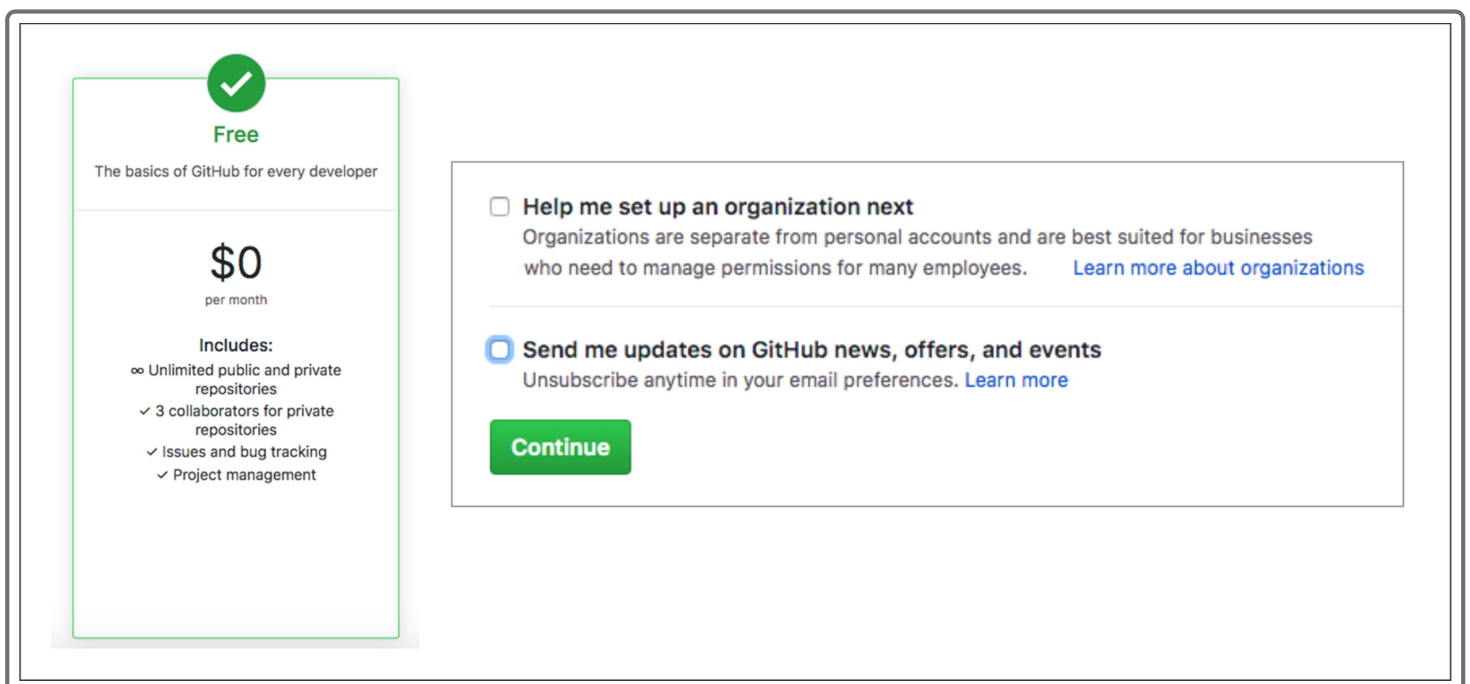 Free
The basics of GitHub for every developer
$0
per month
Includes:
∞ Unlimited public and private
repositories
✓ 3 collaborators for private
repositories
✓ Issues and bug tracking
✓ Project management
Help me set up an organization next
Organizations are separate from personal accounts and are best suited for businesses
who need to manage permissions for many employees. Learn more about organizations
Send me updates on GitHub news, offers, and events
Unsubscribe anytime in your email preferences. Learn more
Continue